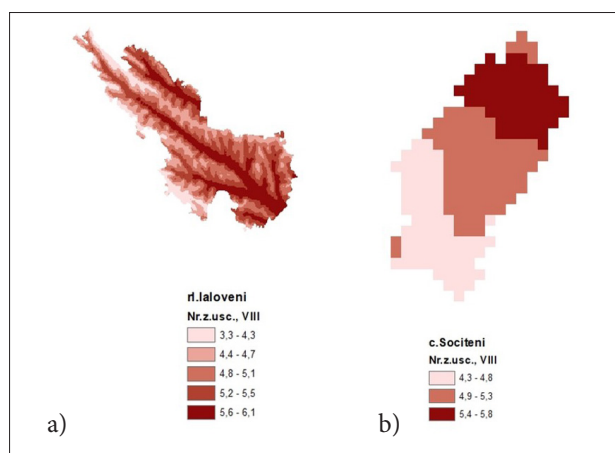 rl.Ialoveni
Nr.z.usc., VIII
3,3 - 4,3
4,4 - 4,7
4,8 - 5,1
5,2 - 5,5
5,6 - 6,1
a)
c.Sociteni
Nr.z.usc., VIII
4,3 - 4,8
4,9 - 5,3
5,4 - 5,8
b)